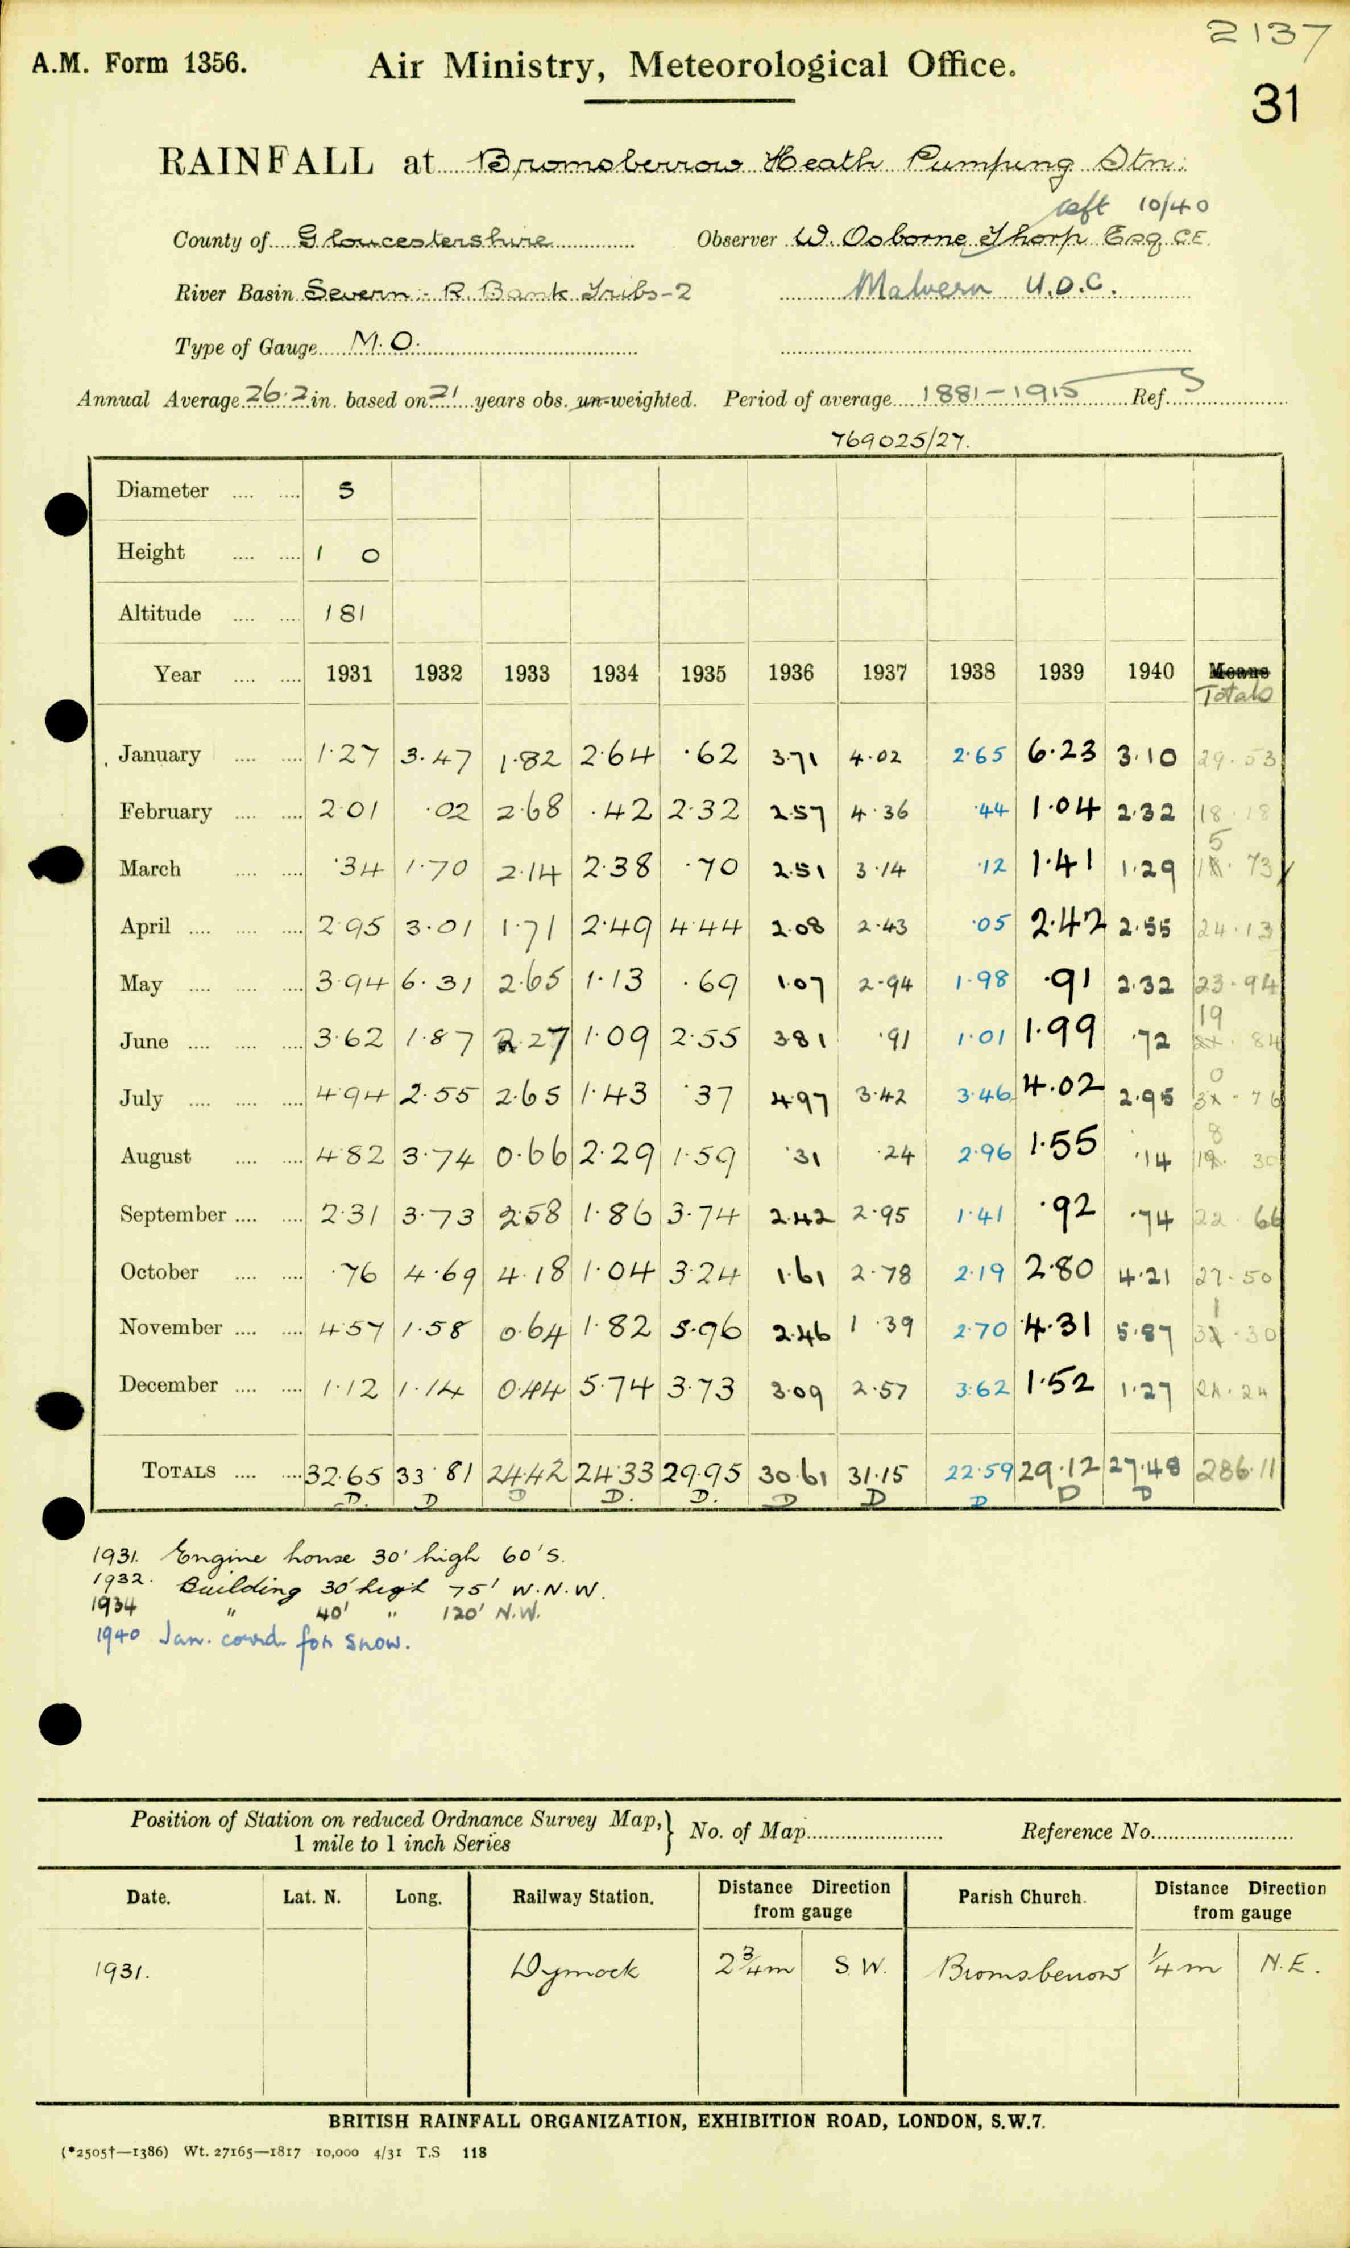 2137
A.M. Form 1356. Air Ministry, Meteorological Office.
31
RAINFALL at Bromsberrow Heath Pumping Stn:
left 10/40
County of Gloucestershire Observer W. Osborne Thorp Esq CE.
River Basin Severn:- R. Bank Tribs-2 Malvern U.D.C.
Type of Gauge M.O.
Annual Average 26.2 in. based on 21 years obs. un-weighted. Period of average 1881-1915 Ref. S
769025/27.
Diameter 5
Height 1 0
Altitude 181
Year 1931 1932 1933 1934 1935 1936 1937 1938 1939 1940 Means
Totals
January 1.27 3.47 1.82 2.64 .62 3.71 4.02 2.65 6.23 3.10 29.53
February 2.01 .02 2.68 .42 2.32 2.57 4.36 .44 1.04 2.32 18.18
March .34 1.70 2.14 2.38 .70 2.51 3.14 .12 1.41 1.29 15.73
April 2.95 3.01 1.71 2.49 4.44 2.08 2.43 .05 2.42 2.55 24.13
May 3.94 6.31 2.65 1.13 .69 1.07 2.94 1.98 .91 2.32 23.94
June 3.62 1.87 2.27 1.09 2.55 3.81 .91 1.01 1.99 .72 19.84
July 4.94 2.55 2.65 1.43 .37 4.97 3.42 3.46 4.02 2.95 30.76
August 4.82 3.74 0.66 2.29 1.59 .31 .24 2.96 1.55 .14 18.30
September 2.31 3.73 2.58 1.86 3.74 2.42 2.95 1.41 .92 .74 22.66
October .76 4.69 4.18 1.04 3.24 1.61 2.78 2.19 2.80 4.21 27.50
November 4.57 1.58 0.64 1.82 5.96 2.46 1.39 2.70 4.31 5.87 31.30
December 1.12 1.14 0.44 5.74 3.73 3.09 2.57 3.62 1.52 1.27 24.24
TOTALS 32.65 33.81 24.42 24.33 29.95 30.61 31.15 22.59 29.12 27.48 286.11
D. D D D. D. D D D D D
1931. Engine house 30' high 60' S.
1932. Building 30' high 75' W.N.W.
1934 " 40' " 120' N.W.
1940 Jan. covrd. for snow.
Position of Station on reduced Ordnance Survey Map, } No. of Map Reference No.
1 mile to 1 inch Series
Date. Lat. N. Long. Railway Station. Distance Direction from gauge Parish Church. Distance Direction from gauge
1931. Dymock 2 3/4 m S.W. Bromsberrow 1/4 m N.E.
BRITISH RAINFALL ORGANIZATION, EXHIBITION ROAD, LONDON, S.W.7.
(*2505†—1386) Wt. 27165—1817 10,000 4/31 T.S 118